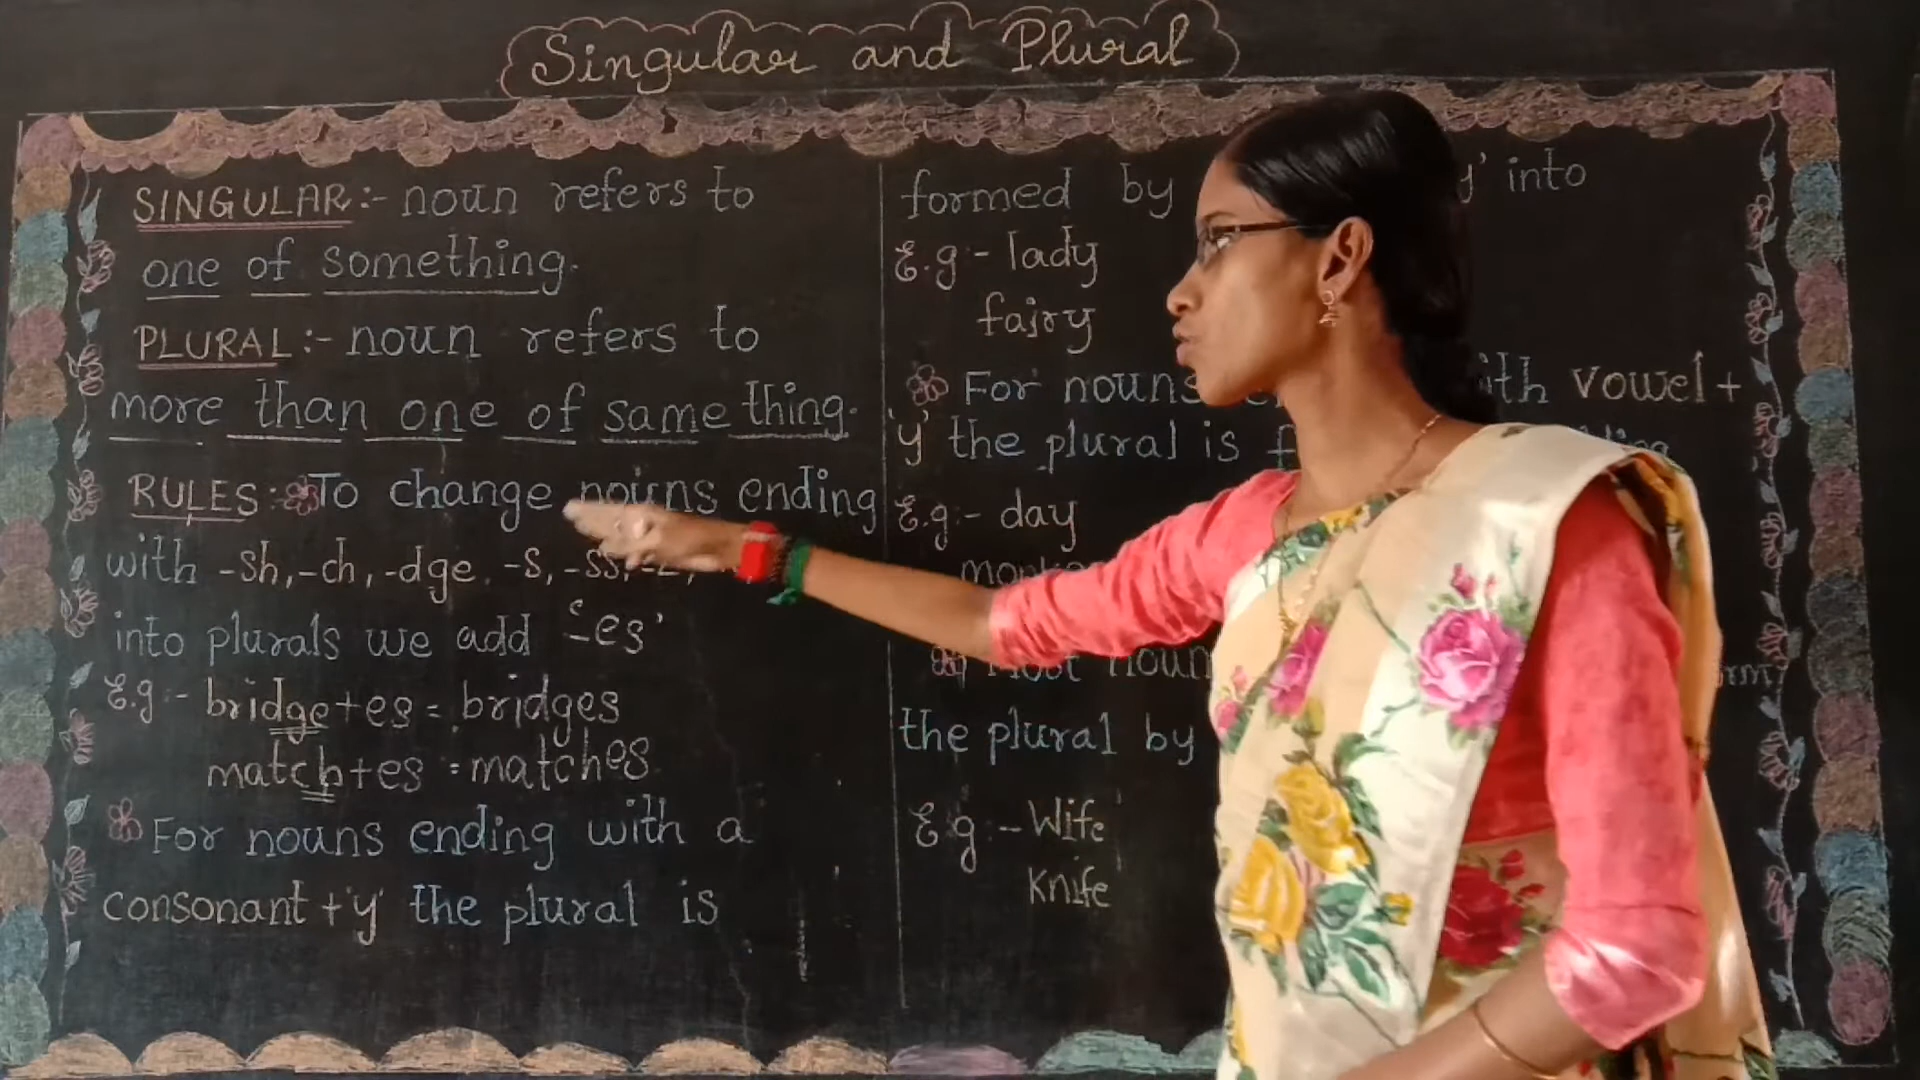 Singular and Plural
SINGULAR:- noun refers to
one of something.
PLURAL:- noun refers to
more than one of same thing.
RULES: To change nouns ending
with -sh, -ch, -dge, -s, -ss,
into plurals we add '-es'
E.g:- bridge+es = bridges
match+es = matches
For nouns ending with a
consonant + 'y' the plural is
formed by y' into
E.g:- lady
fairy
For nouns with vowel +
'y' the plural is
E.g:- day
Most noun
the plural by
E.g:- Wife
Knife